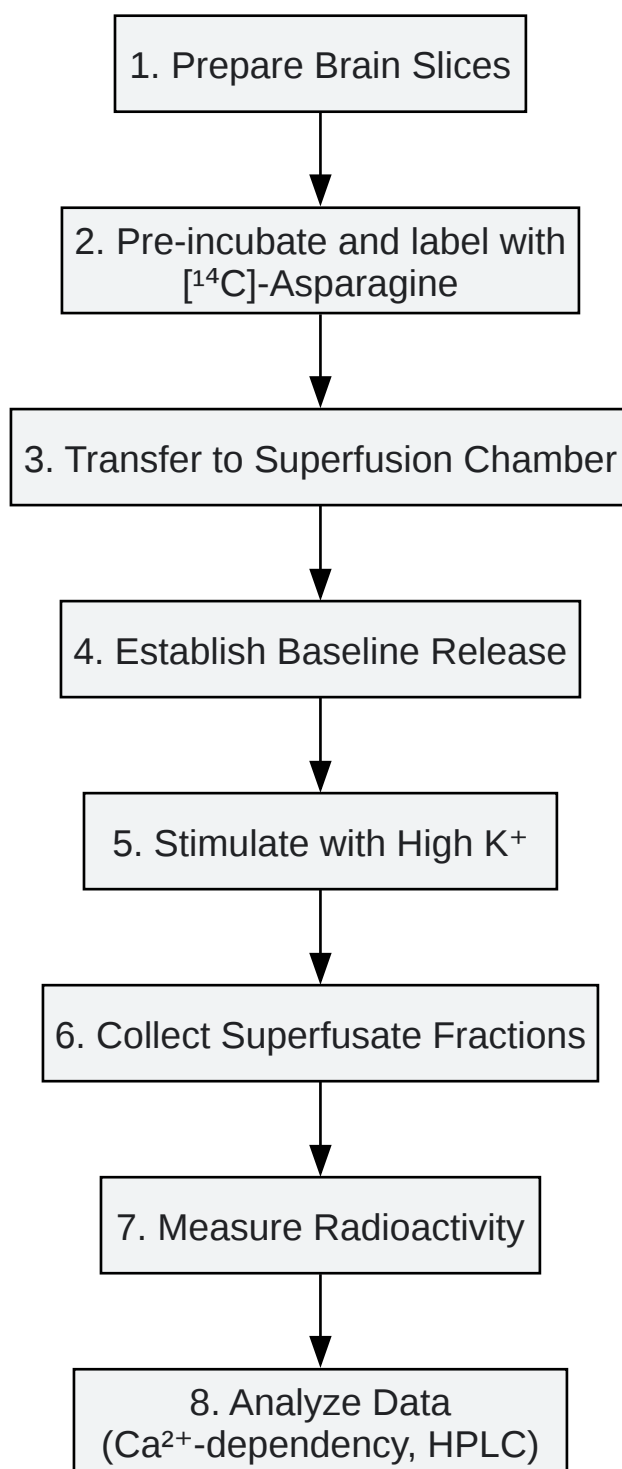 1. Prepare Brain Slices
2. Pre-incubate and label with
[¹⁴C]-Asparagine
3. Transfer to Superfusion Chamber
4. Establish Baseline Release
5. Stimulate with High K⁺
6. Collect Superfusate Fractions
7. Measure Radioactivity
8. Analyze Data
(Ca²⁺-dependency, HPLC)